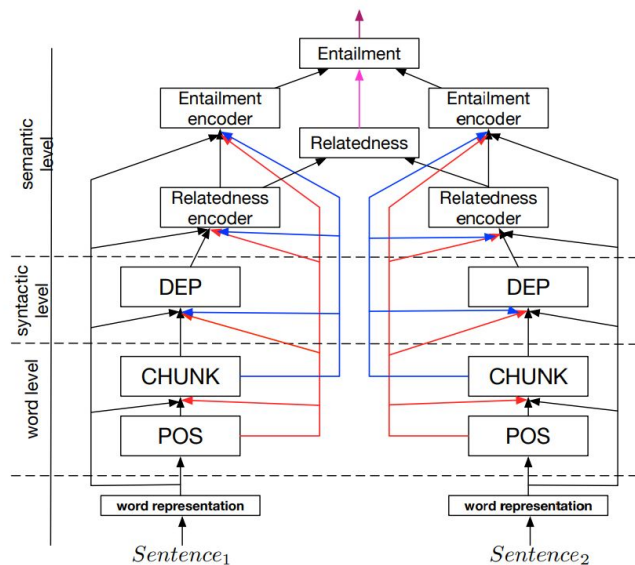 Entailment
Entailment
encoder
Entailment
encoder
Relatedness
semantic
level
Relatedness
encoder
Relatedness
encoder
syntactic
level
DEP
DEP
word level
CHUNK
CHUNK
POS
POS
word representation
word representation
Sentence₁
Sentence₂